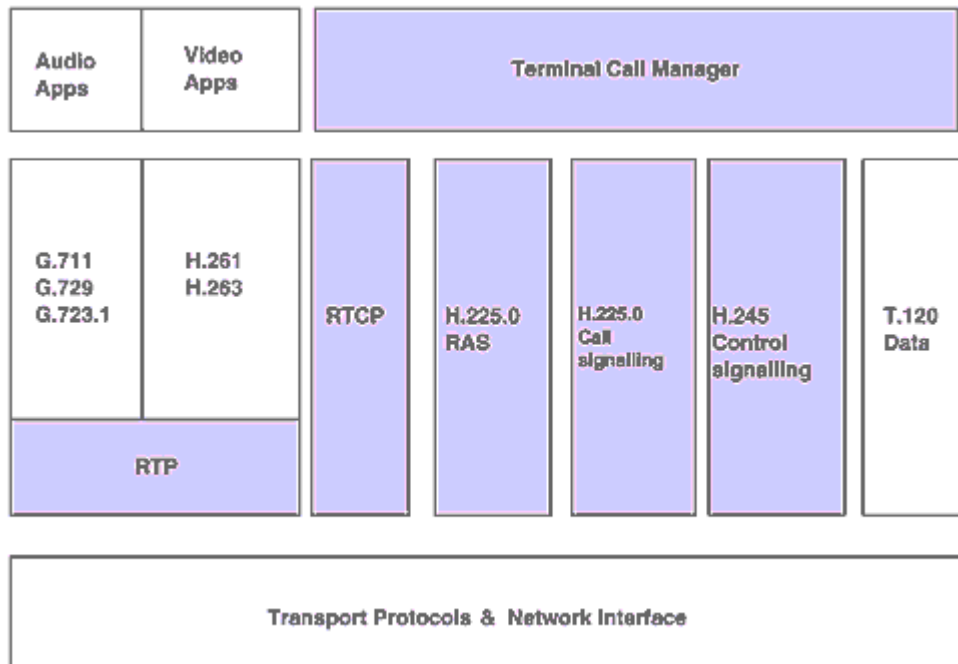 Audio
Apps
Video
Apps
Terminal Call Manager
G.711
G.729
G.723.1
H.261
H.263
RTCP
H.225.0
RAS
H.225.0
Call
signalling
H.245
Control
signalling
T.120
Data
RTP
Transport Protocols & Network Interface